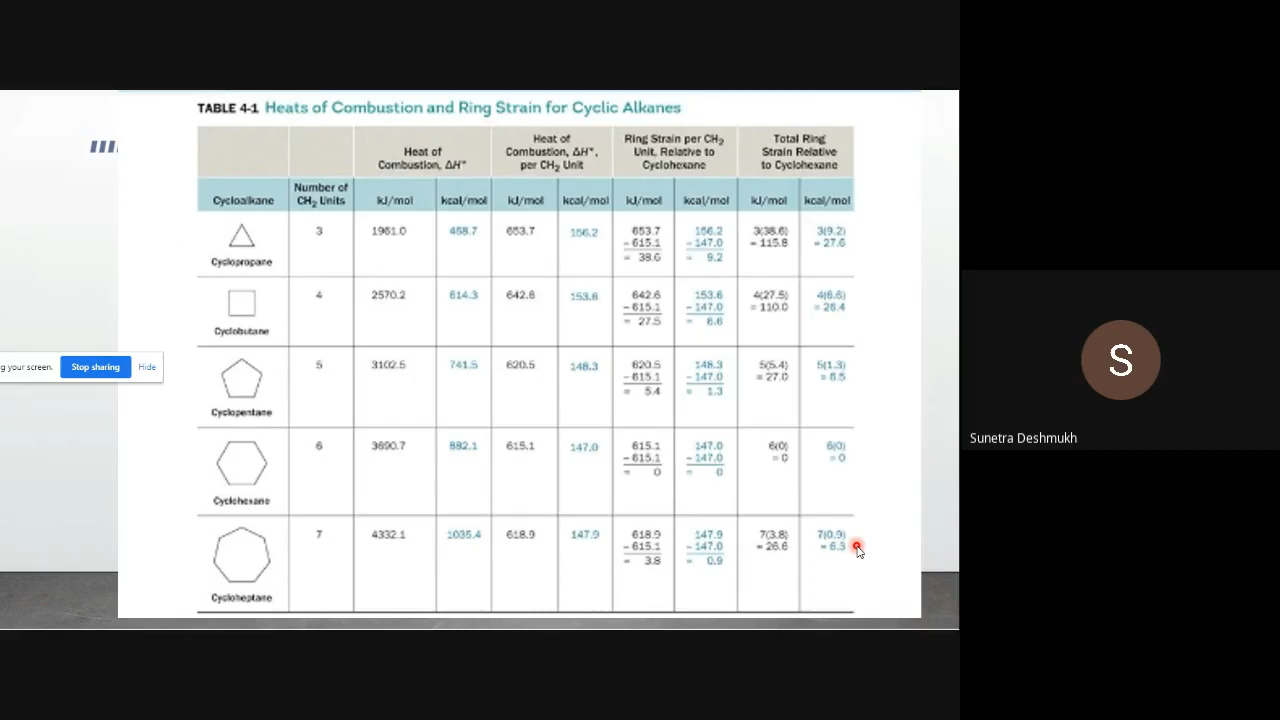 TABLE 4-1 Heats of Combustion and Ring Strain for Cyclic Alkanes
Heat of Combustion, ΔH°
Heat of Combustion, ΔH°, per CH2 Unit
Ring Strain per CH2 Unit, Relative to Cyclohexane
Total Ring Strain Relative to Cyclohexane
Cycloalkane Number of CH2 Units kJ/mol kcal/mol kJ/mol kcal/mol kJ/mol kcal/mol kJ/mol kcal/mol
3 1961.0 468.7 653.7 156.2 653.7 156.2 3(38.6) 3(9.2)
− 615.1 − 147.0 = 115.8 = 27.6
= 38.6 = 9.2
Cyclopropane
4 2570.2 614.3 642.6 153.6 642.6 153.6 4(27.5) 4(6.6)
− 615.1 − 147.0 = 110.0 = 26.4
= 27.5 = 6.6
Cyclobutane
g your screen. Stop sharing Hide
5 3102.5 741.5 620.5 148.3 620.5 148.3 5(5.4) 5(1.3)
− 615.1 − 147.0 = 27.0 = 6.5
= 5.4 = 1.3
Cyclopentane
6 3690.7 882.1 615.1 147.0 615.1 147.0 6(0) 6(0)
− 615.1 − 147.0 = 0 = 0
= 0 = 0
Cyclohexane
7 4332.1 1035.4 618.9 147.9 618.9 147.9 7(3.8) 7(0.9)
− 615.1 − 147.0 = 26.6 = 6.3
= 3.8 = 0.9
Cycloheptane
S
Sunetra Deshmukh